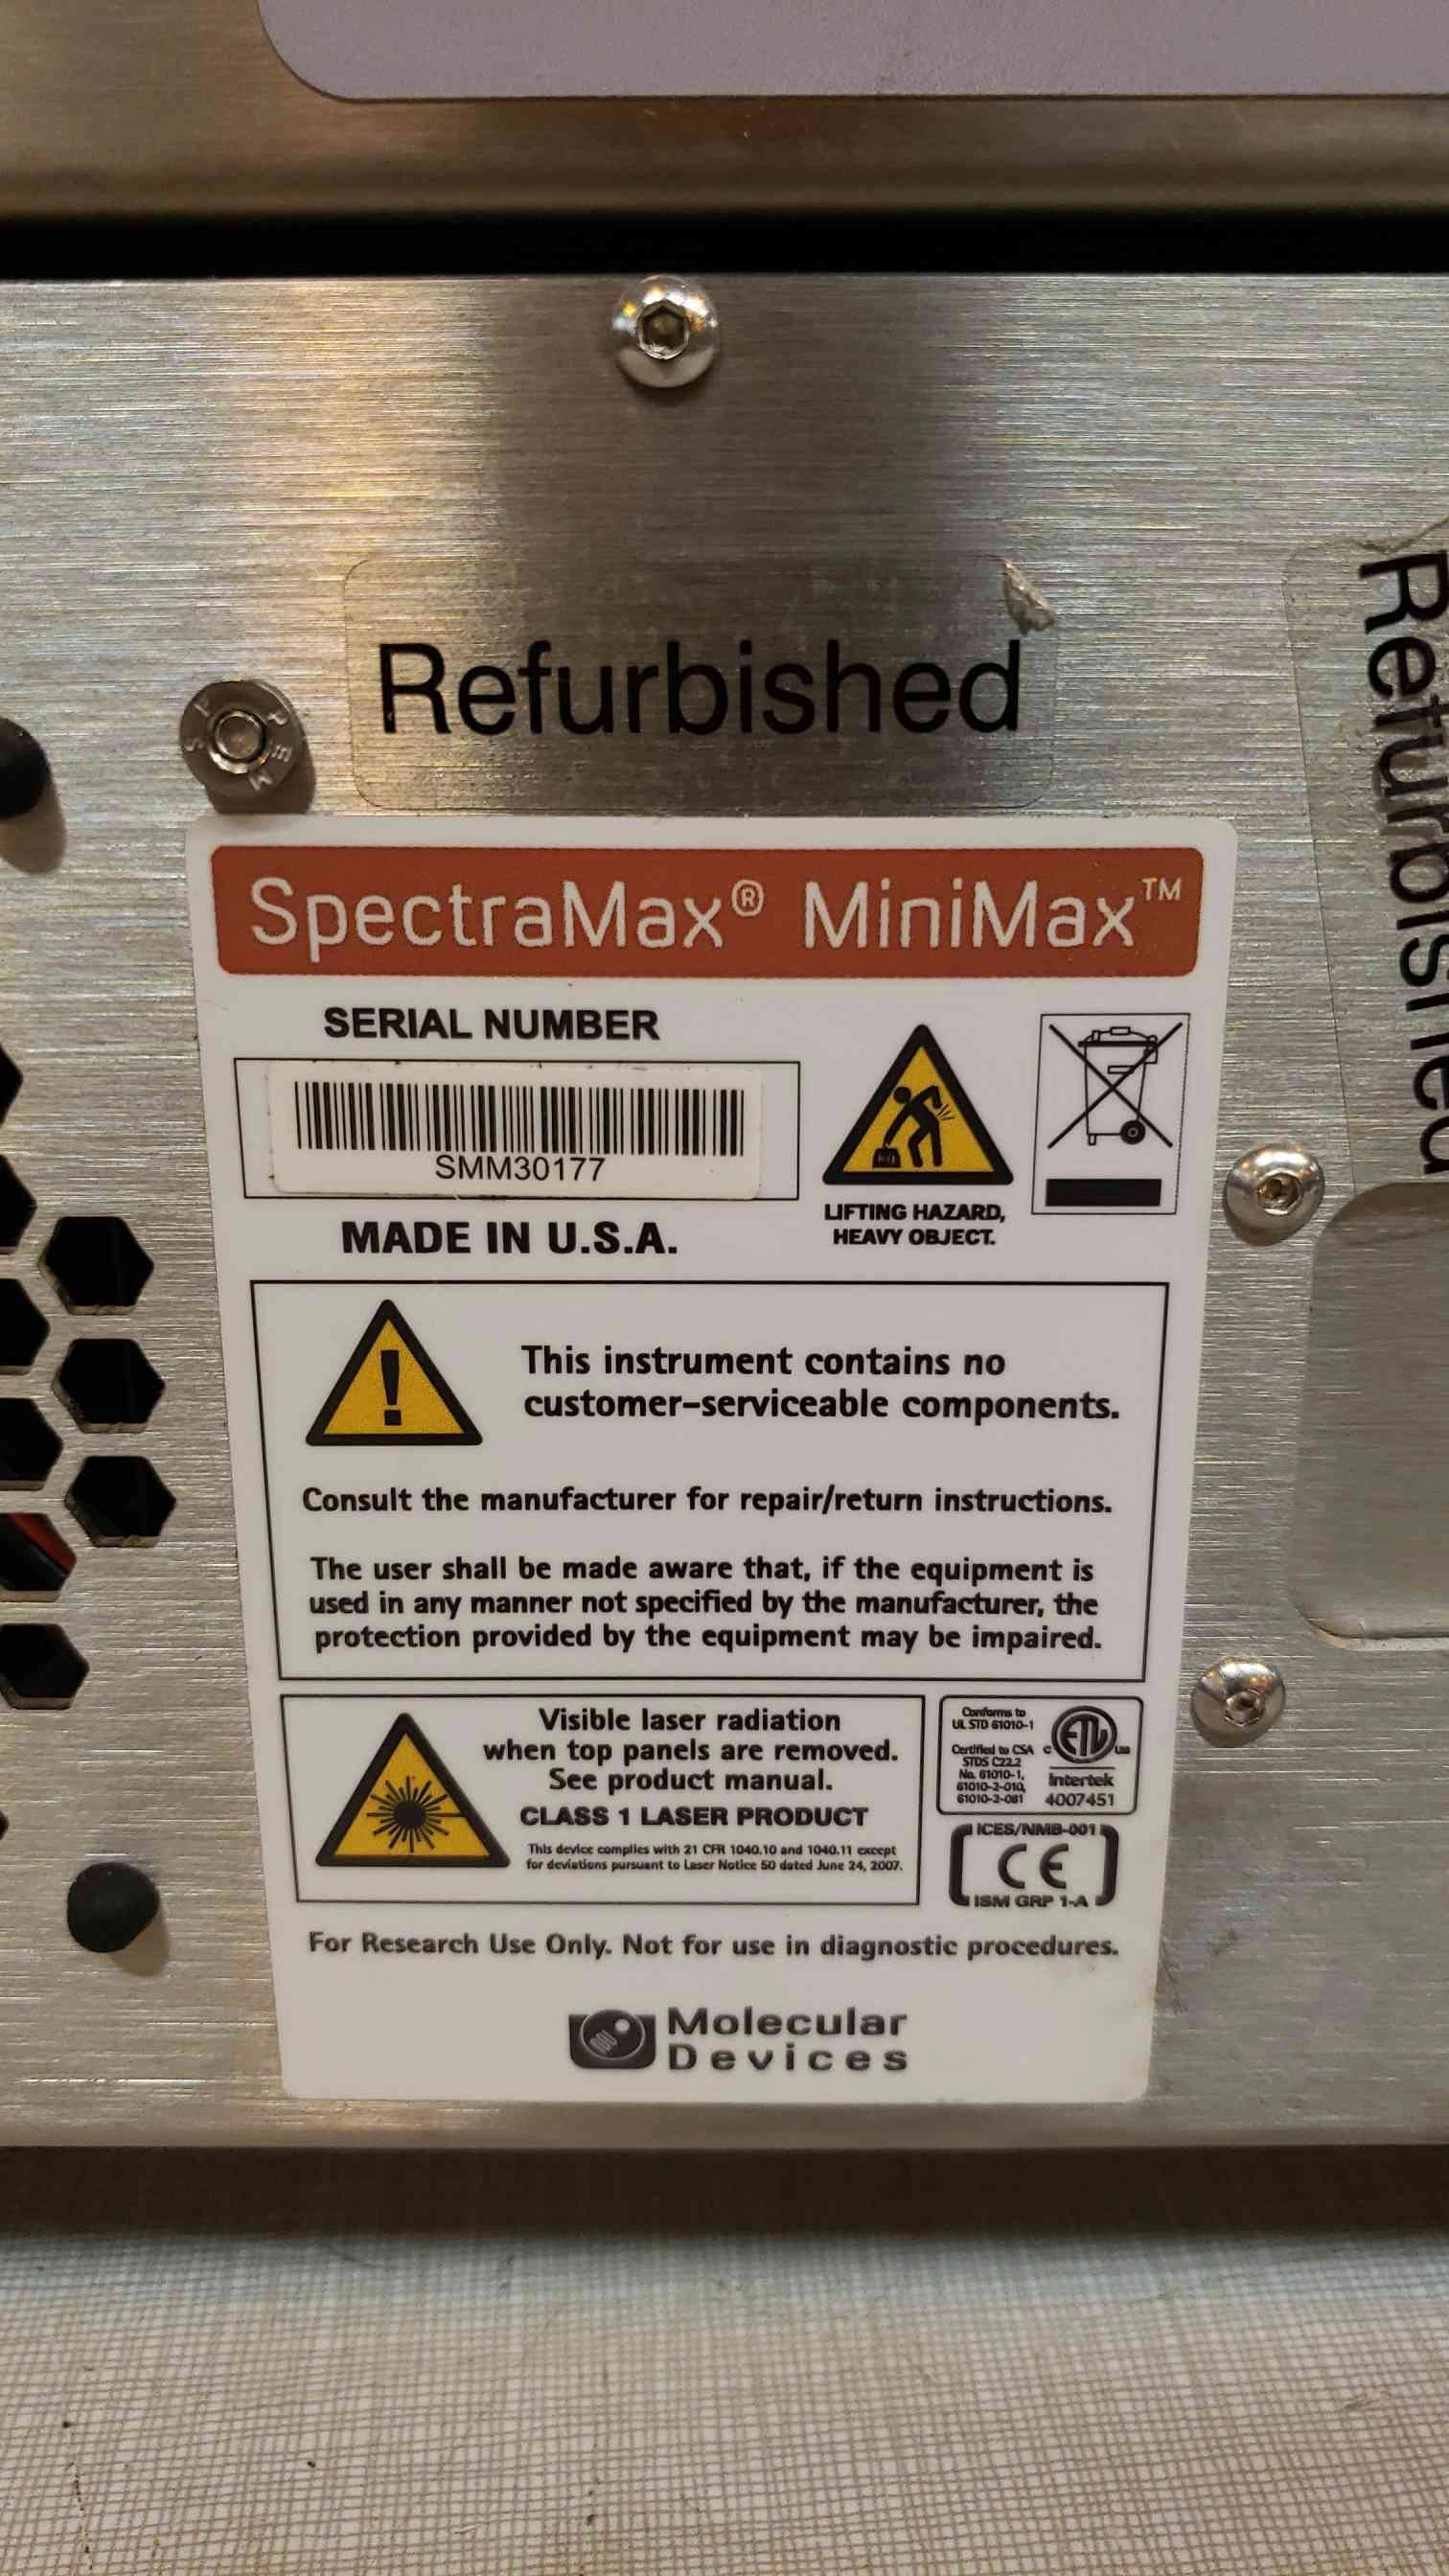 Refurbished
Refurbished
SpectraMax® MiniMax™
SERIAL NUMBER
SMM30177
MADE IN U.S.A.
LIFTING HAZARD,
HEAVY OBJECT.
This instrument contains no
customer-serviceable components.
Consult the manufacturer for repair/return instructions.
The user shall be made aware that, if the equipment is
used in any manner not specified by the manufacturer, the
protection provided by the equipment may be impaired.
Visible laser radiation
when top panels are removed.
See product manual.
CLASS 1 LASER PRODUCT
This device complies with 21 CFR 1040.10 and 1040.11 except
for deviations pursuant to Laser Notice 50 dated June 24, 2007.
Conforms to
UL STD 61010-1
Certified to CSA
STDS C22.2
No. 61010-1,
61010-2-010,
61010-2-081
c ETL us
Intertek
4007451
ICES/NMB-001
CE
ISM GRP 1-A
For Research Use Only. Not for use in diagnostic procedures.
Molecular
Devices